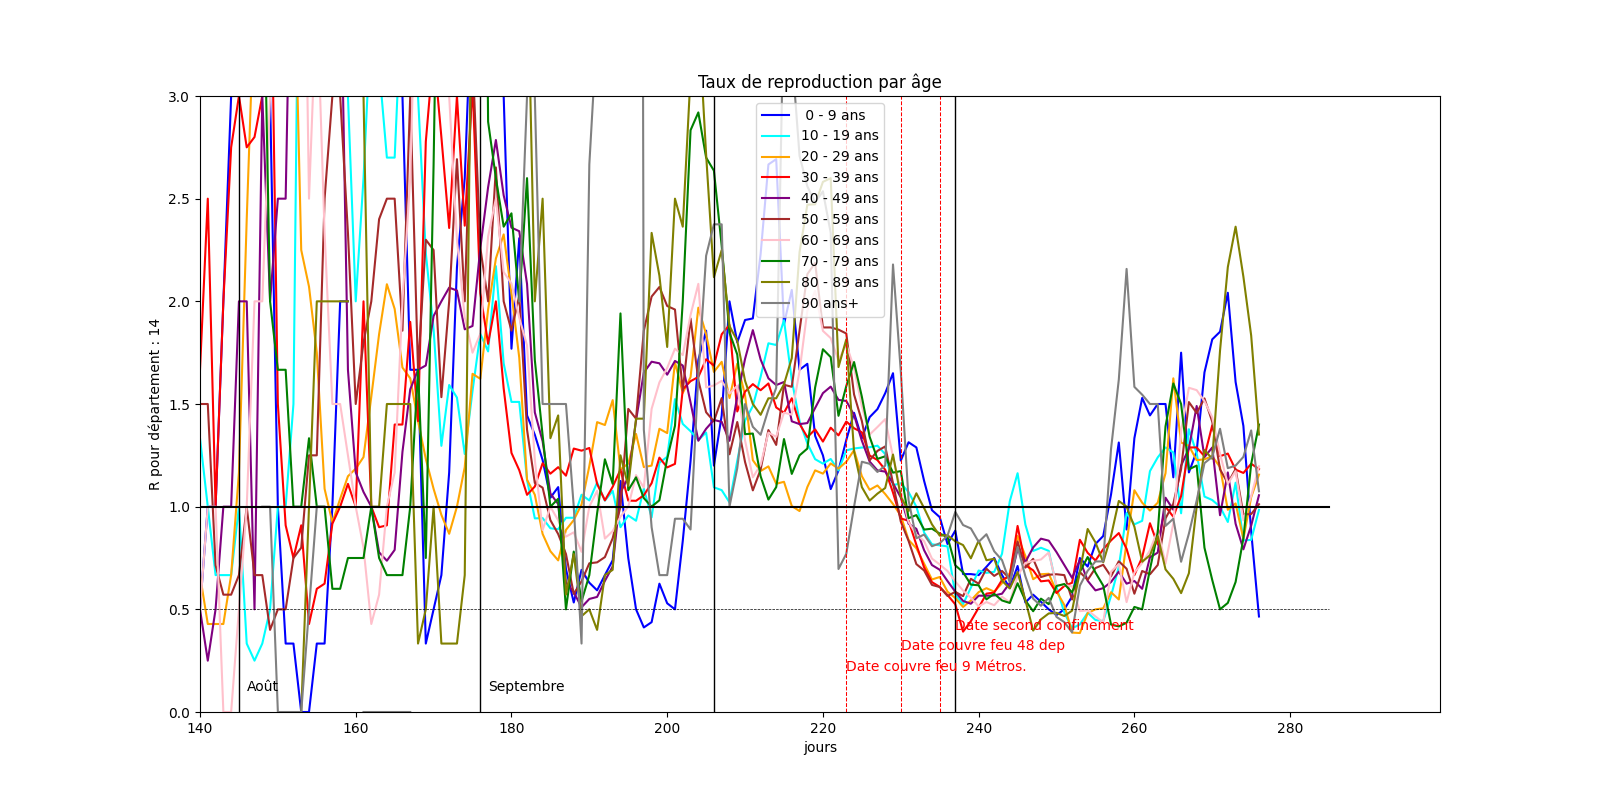 Taux de reproduction par âge
3.0
2.5
2.0
1.5
1.0
0.5
0.0
R pour département : 14
0 - 9 ans
10 - 19 ans
20 - 29 ans
30 - 39 ans
40 - 49 ans
50 - 59 ans
60 - 69 ans
70 - 79 ans
80 - 89 ans
90 ans+
Date second confinement
Date couvre feu 48 dep
Date couvre feu 9 Métros.
Août
Septembre
140 160 180 200 220 240 260 280
jours